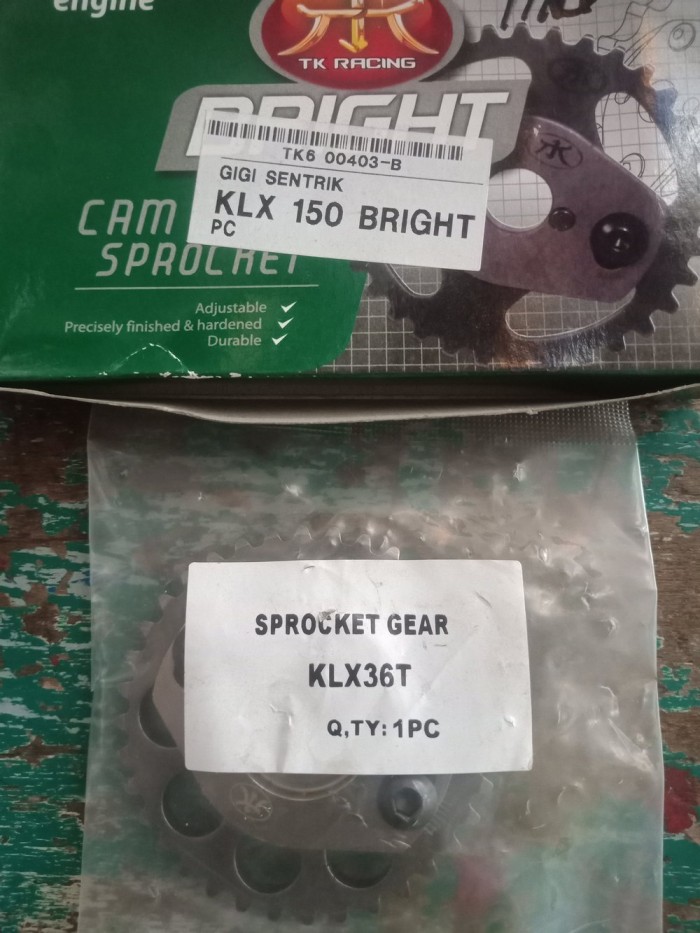 engine
TK RACING
BRIGHT
TK6 00403-B
GIGI SENTRIK
KLX 150 BRIGHT
PC
CAM
SPROCKET
Adjustable
Precisely finished & hardened
Durable
SPROCKET GEAR
KLX36T
Q,TY: 1PC